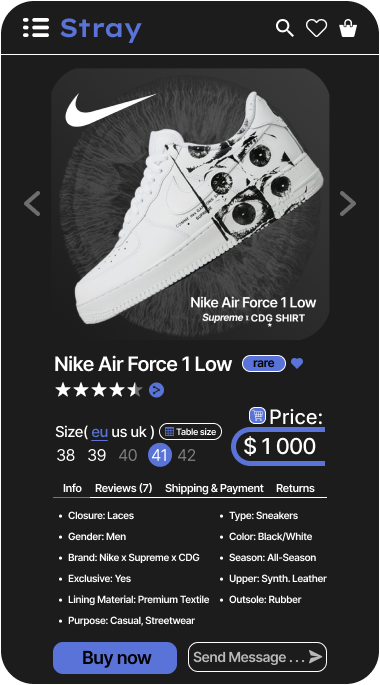 Stray
Nike Air Force 1 Low
Supreme x CDG SHIRT
Nike Air Force 1 Low
rare
Price:
Size( eu us uk )
Table size
$ 1 000
38 39 40 41 42
Info Reviews (7) Shipping & Payment Returns
• Closure: Laces
• Type: Sneakers
• Gender: Men
• Color: Black/White
• Brand: Nike x Supreme x CDG
• Season: All-Season
• Exclusive: Yes
• Upper: Synth. Leather
• Lining Material: Premium Textile
• Outsole: Rubber
• Purpose: Casual, Streetwear
Buy now
Send Message . . .